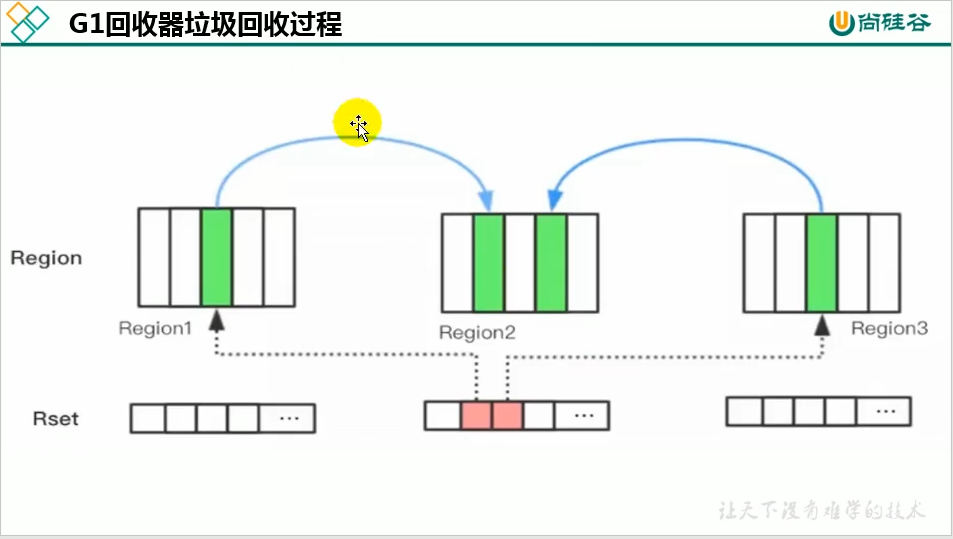 G1回收器垃圾回收过程
尚硅谷
Region
Region1
Region2
Region3
Rset
...
...
...
让天下没有难学的技术